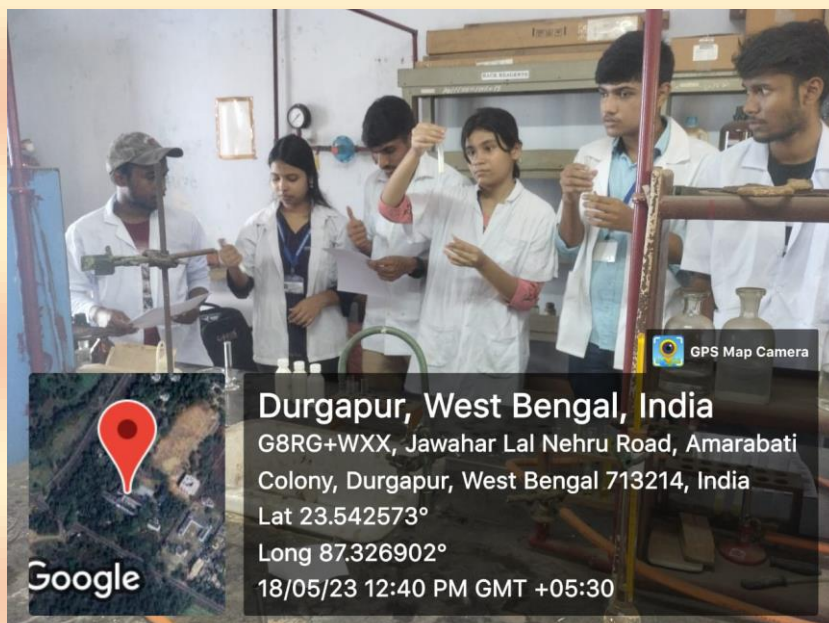 GPS Map Camera
Durgapur, West Bengal, India
G8RG+WXX, Jawahar Lal Nehru Road, Amarabati
Colony, Durgapur, West Bengal 713214, India
Lat 23.542573°
Long 87.326902°
18/05/23 12:40 PM GMT +05:30
Google